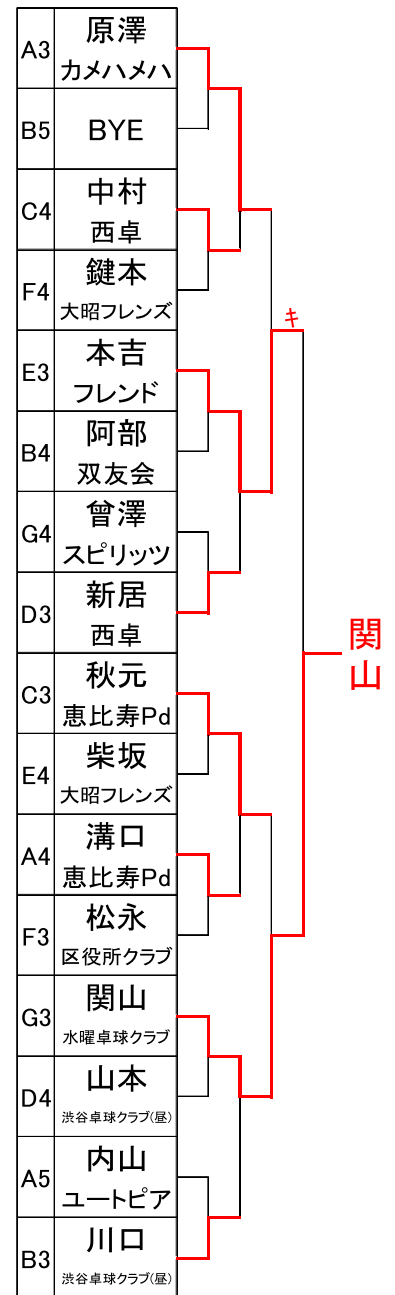 A3
原澤
カメハメハ
B5
BYE
C4
中村
西卓
F4
鍵本
大昭フレンズ
E3
本吉
フレンド
B4
阿部
双友会
G4
曾澤
スピリッツ
D3
新居
西卓
C3
秋元
恵比寿Pd
E4
柴坂
大昭フレンズ
A4
溝口
恵比寿Pd
F3
松永
区役所クラブ
G3
関山
水曜卓球クラブ
D4
山本
渋谷卓球クラブ(昼)
A5
内山
ユートピア
B3
川口
渋谷卓球クラブ(昼)
キ
関山